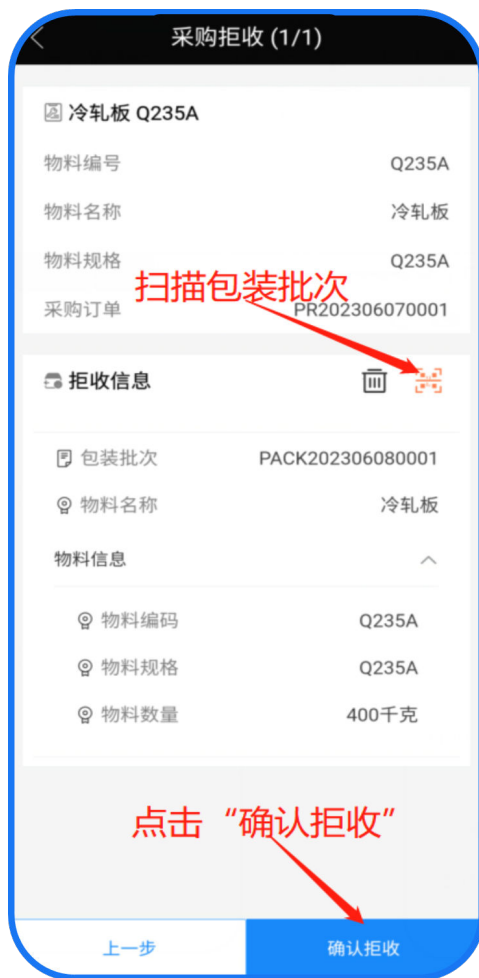 采购拒收 (1/1)
冷轧板 Q235A
物料编号 Q235A
物料名称 冷轧板
物料规格 Q235A
扫描包装批次
采购订单 PR202306070001
拒收信息
包装批次 PACK202306080001
物料名称 冷轧板
物料信息
物料编码 Q235A
物料规格 Q235A
物料数量 400千克
点击“确认拒收”
上一步 确认拒收